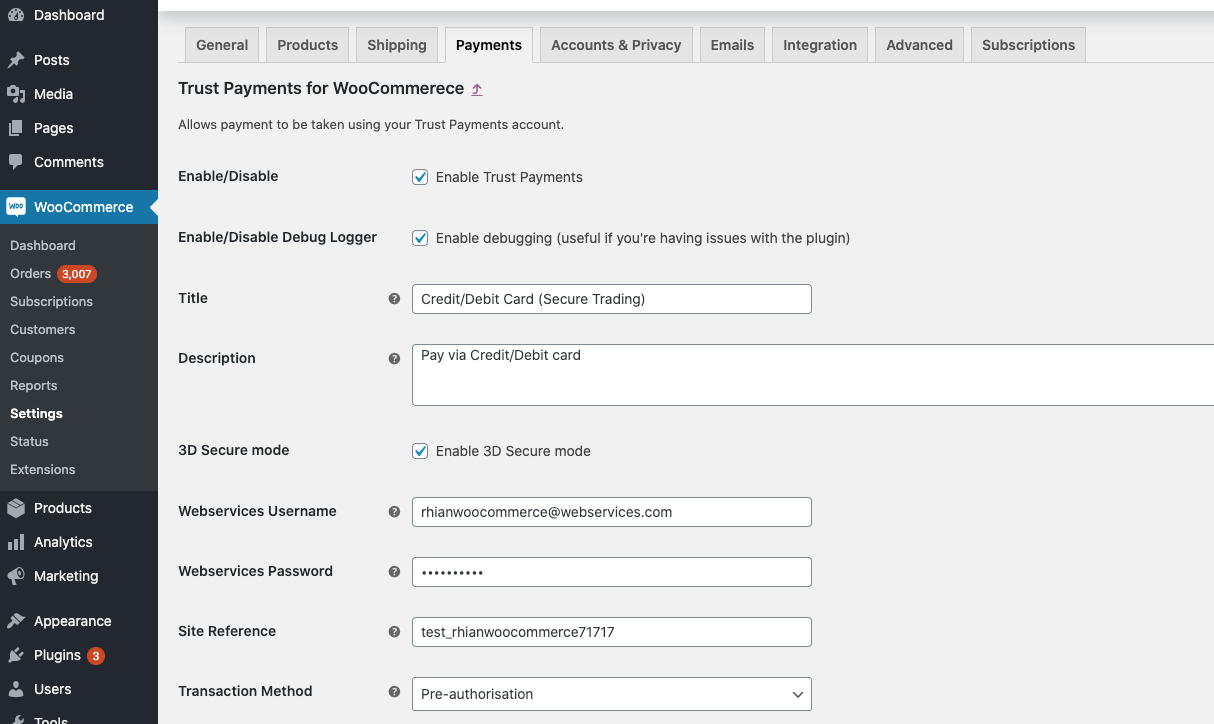 Dashboard
Posts
Media
Pages
Comments
WOO WooCommerce
Dashboard
Orders 3,007
Subscriptions
Customers
Coupons
Reports
Settings
Status
Extensions
Products
Analytics
Marketing
Appearance
Plugins 3
Users
Tools
General Products Shipping Payments Accounts & Privacy Emails Integration Advanced Subscriptions
Trust Payments for WooCommerece
Allows payment to be taken using your Trust Payments account.
Enable/Disable Enable Trust Payments
Enable/Disable Debug Logger Enable debugging (useful if you're having issues with the plugin)
Title ? Credit/Debit Card (Secure Trading)
Description ? Pay via Credit/Debit card
3D Secure mode Enable 3D Secure mode
Webservices Username ? rhianwoocommerce@webservices.com
Webservices Password ? ••••••••••
Site Reference ? test_rhianwoocommerce71717
Transaction Method ? Pre-authorisation